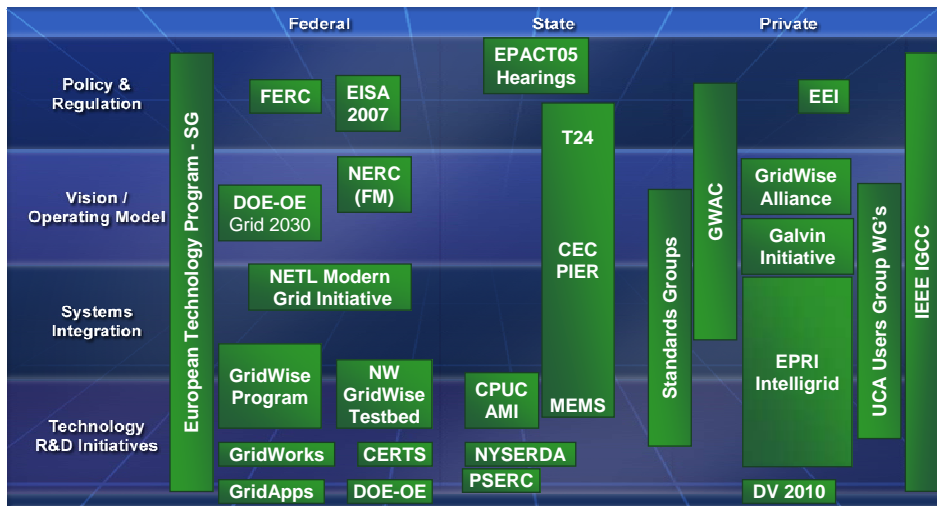 Federal
State
Private
Policy &
Regulation
Vision /
Operating Model
Systems
Integration
Technology
R&D Initiatives
European Technology Program - SG
FERC
EISA
2007
NERC
(FM)
DOE-OE
Grid 2030
NETL Modern
Grid Initiative
GridWise
Program
NW
GridWise
Testbed
GridWorks
CERTS
GridApps
DOE-OE
EPACT05
Hearings
T24
CEC
PIER
MEMS
CPUC
AMI
NYSERDA
PSERC
Standards Groups
GWAC
EEI
GridWise
Alliance
Galvin
Initiative
EPRI
Intelligrid
DV 2010
UCA Users Group WG's
IEEE IGCC